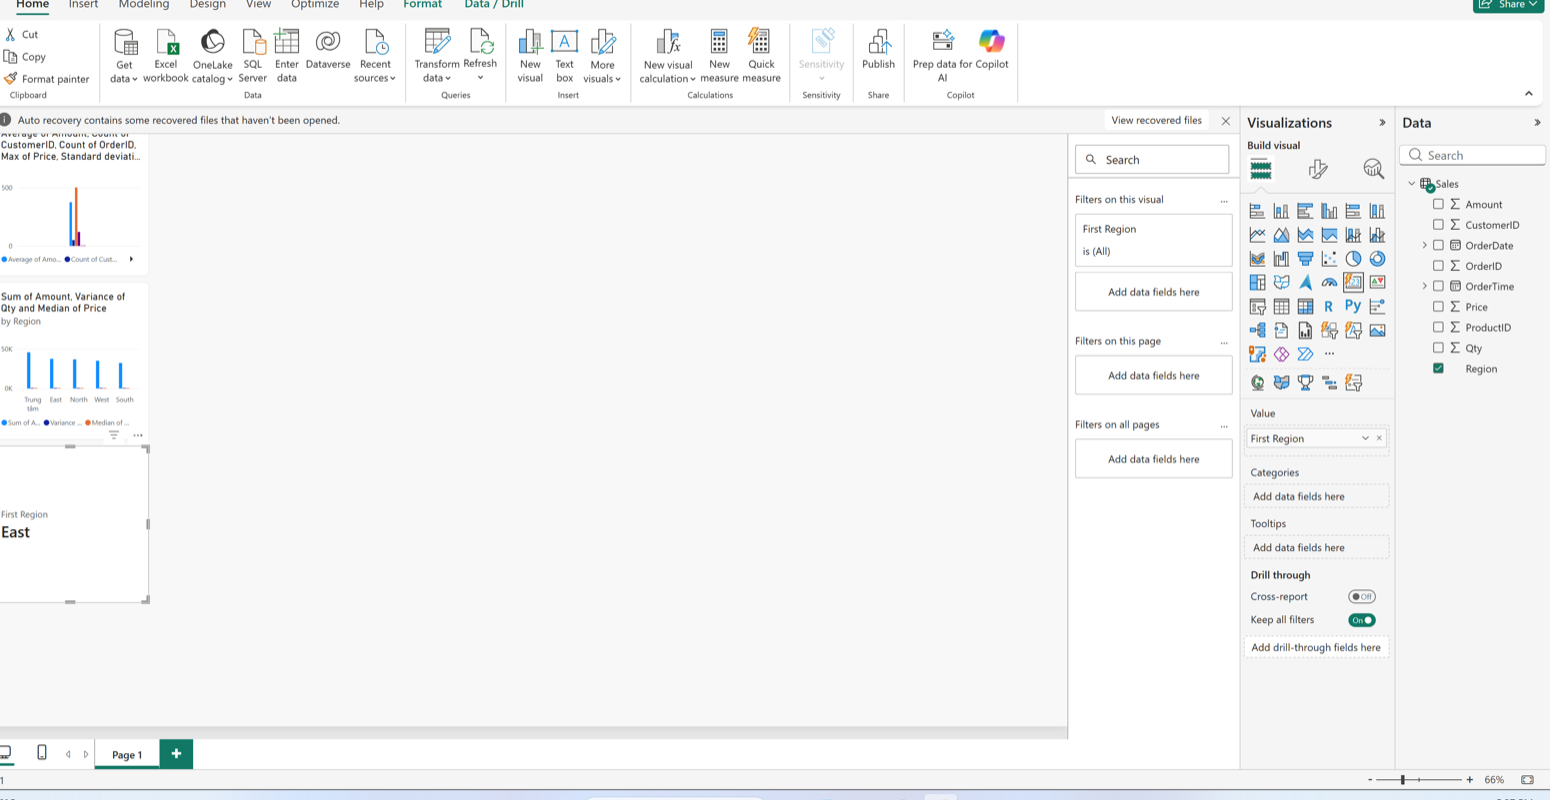 Home Insert Modeling Design View Optimize Help Format Data / Drill Share
Cut
Copy
Format painter
Clipboard
Get data
Excel workbook
OneLake catalog
SQL Server
Enter data
Dataverse
Recent sources
Data
Transform data
Refresh
Queries
New visual
Text box
More visuals
Insert
New visual calculation
New measure
Quick measure
Calculations
Sensitivity
Sensitivity
Publish
Share
Prep data for AI
Copilot
Copilot
Auto recovery contains some recovered files that haven't been opened.
View recovered files
Average of Amount, Count of
CustomerID, Count of OrderID,
Max of Price, Standard deviati...
500
0
Average of Amo... Count of Cust...
Sum of Amount, Variance of
Qty and Median of Price
by Region
50K
0K
Trung tâm East North West South
Sum of A... Variance ... Median of ...
First Region
East
Search
Filters on this visual ...
First Region
is (All)
Add data fields here
Filters on this page ...
Add data fields here
Filters on all pages ...
Add data fields here
Visualizations
Build visual
R Py
...
Value
First Region
Categories
Add data fields here
Tooltips
Add data fields here
Drill through
Cross-report Off
Keep all filters On
Add drill-through fields here
Data
Search
Sales
Amount
CustomerID
OrderDate
OrderID
OrderTime
Price
ProductID
Qty
Region
Page 1
- + 66%